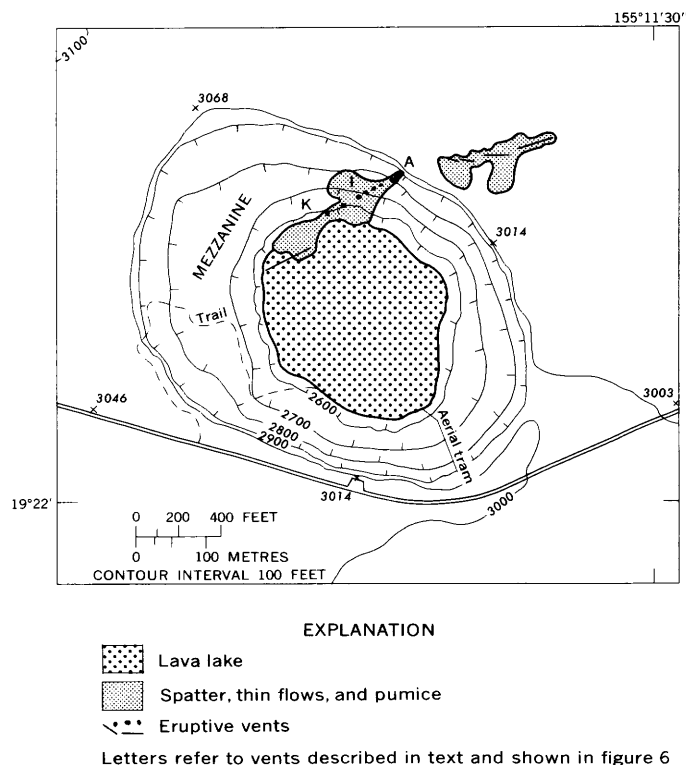 155°11'30'
3100'
3068
A
I
K
MEZZANINE
3014
Trail
3046
3003
2600
2700
2800
2900
Aerial tram
3014
3000
19°22'
0 200 400 FEET
0 100 METRES
CONTOUR INTERVAL 100 FEET
EXPLANATION
Lava lake
Spatter, thin flows, and pumice
Eruptive vents
Letters refer to vents described in text and shown in figure 6